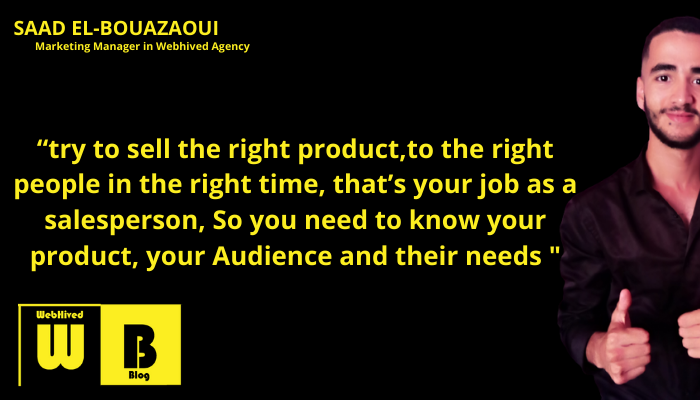 SAAD EL-BOUAZAOUI
Marketing Manager in Webhived Agency
“try to sell the right product,to the right
people in the right time, that’s your job as a
salesperson, So you need to know your
product, your Audience and their needs "
WebHived
W
B
Blog